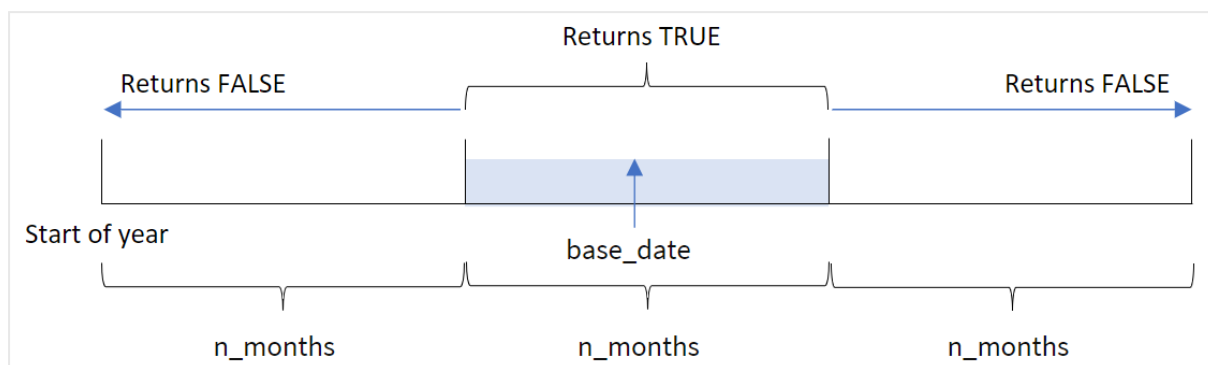 Returns TRUE
Returns FALSE
Returns FALSE
Start of year
base_date
n_months
n_months
n_months